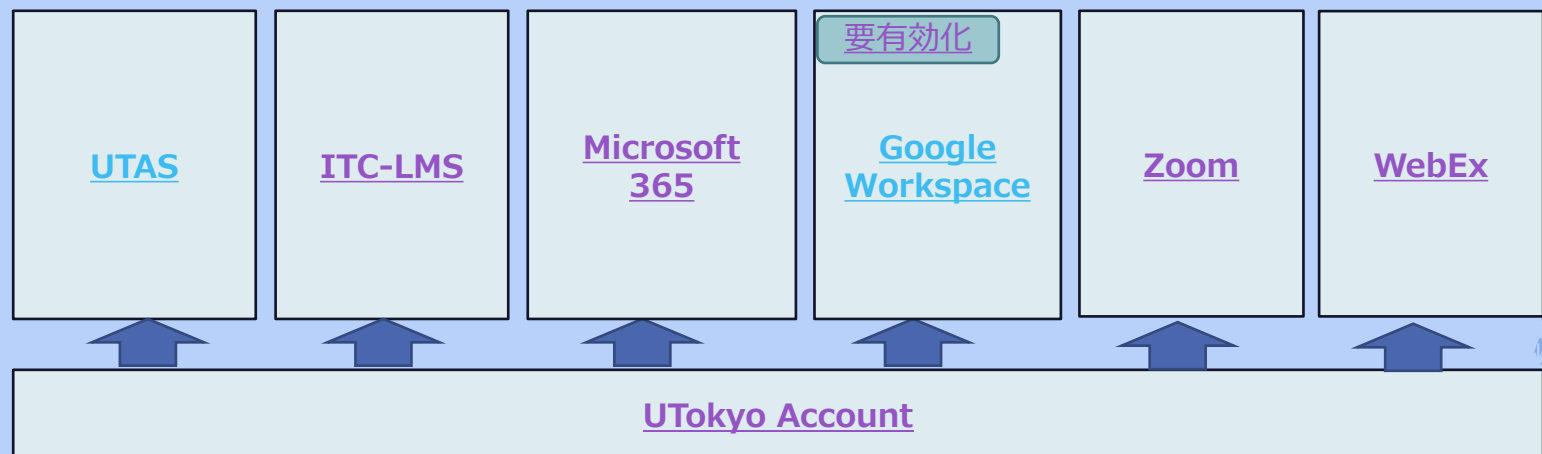 要有効化
UTAS
ITC-LMS
Microsoft
365
Google
Workspace
Zoom
WebEx
UTokyo Account